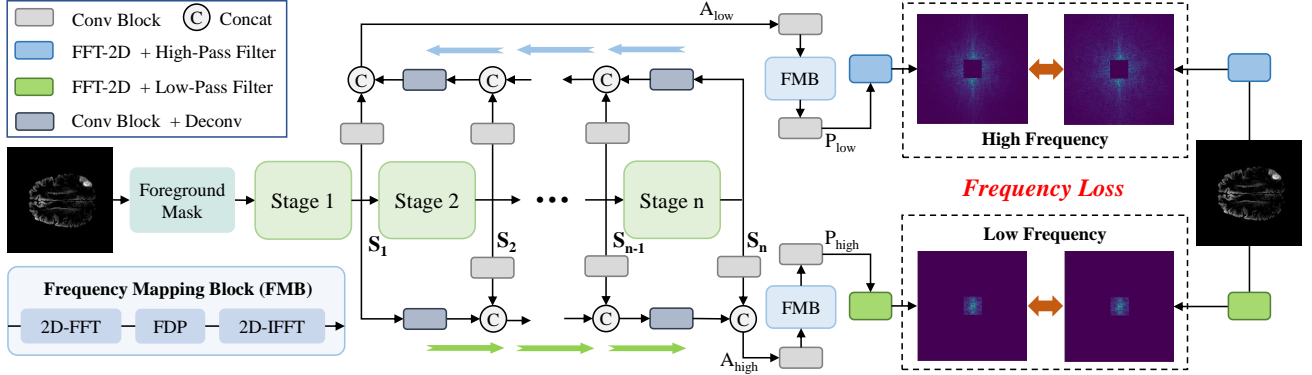 Conv Block
C Concat
FFT-2D + High-Pass Filter
FFT-2D + Low-Pass Filter
Conv Block + Deconv
A_low
C
C
C
FMB
P_low
High Frequency
Foreground
Mask
Stage 1
Stage 2
Stage n
Frequency Loss
S_1
S_2
S_n-1
S_n
P_high
Low Frequency
Frequency Mapping Block (FMB)
2D-FFT
FDP
2D-IFFT
C
C
C
FMB
A_high